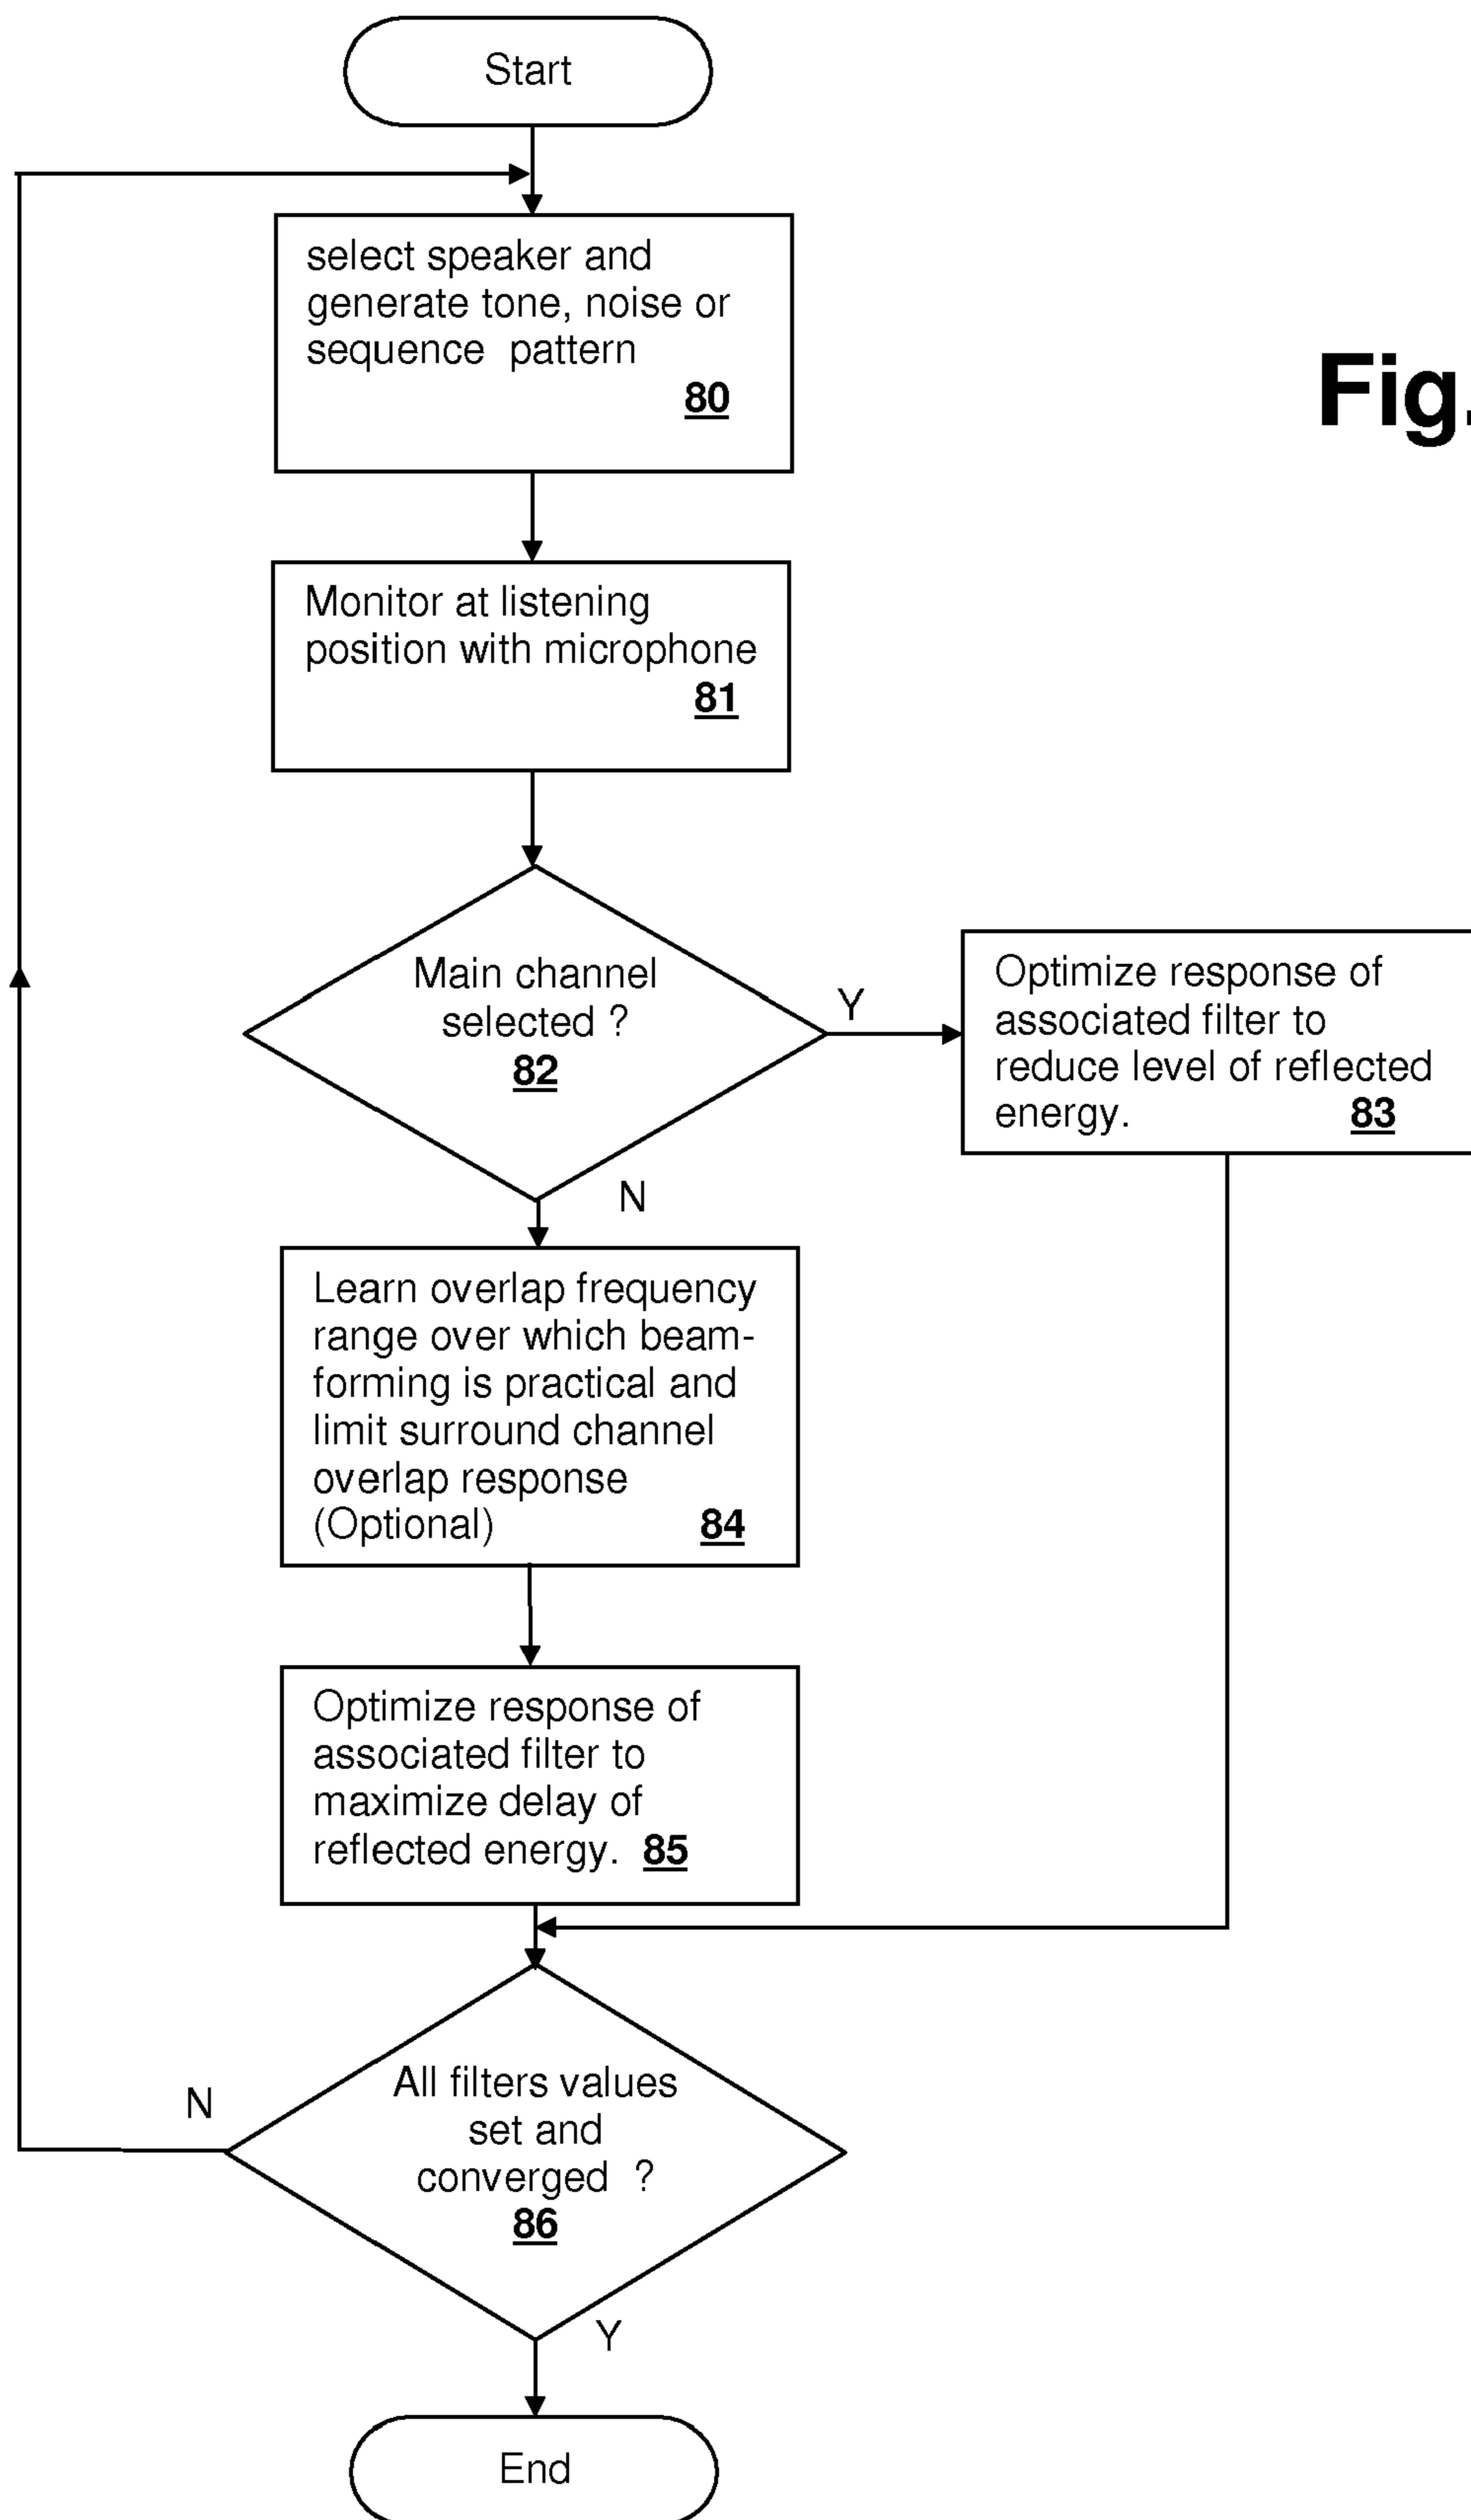 Start
select speaker and
generate tone, noise or
sequence pattern
80
Fig.
Monitor at listening
position with microphone
81
Main channel
selected ?
82
Y
Optimize response of
associated filter to
reduce level of reflected
energy. 83
N
Learn overlap frequency
range over which beam-
forming is practical and
limit surround channel
overlap response
(Optional) 84
Optimize response of
associated filter to
maximize delay of
reflected energy. 85
N
All filters values
set and
converged ?
86
Y
End